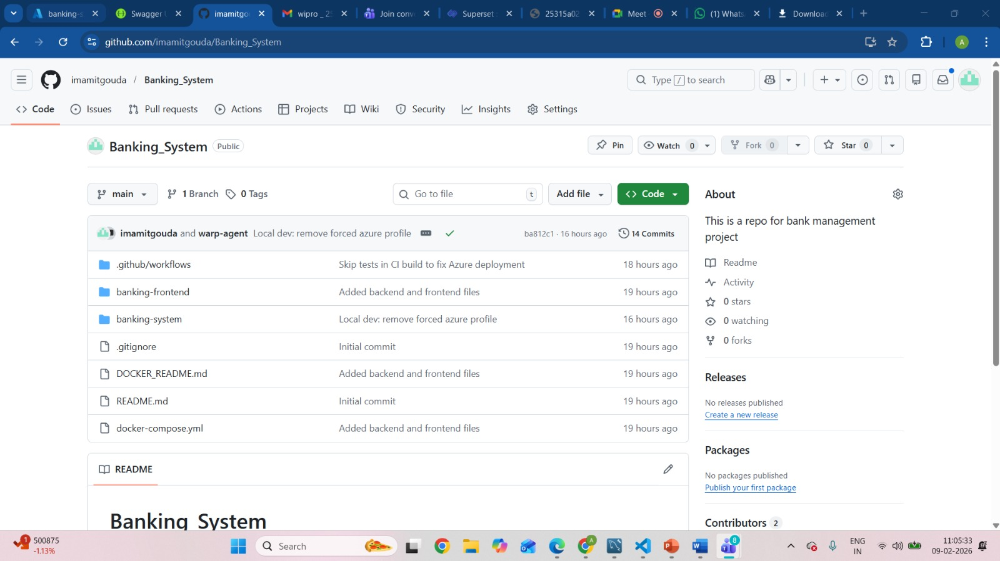 banking-s
Swagger U
imamitgo
wipro _ 25
Join conv
Superset
25315a02
Meet
(1) Whats
Download
github.com/imamitgouda/Banking_System
A
imamitgouda / Banking_System
Type / to search
Code
Issues
Pull requests
Actions
Projects
Wiki
Security
Insights
Settings
Banking_System Public
Pin
Watch 0
Fork 0
Star 0
main
1 Branch
0 Tags
Go to file t
Add file
Code
imamitgouda and warp-agent Local dev: remove forced azure profile
ba812c1 · 16 hours ago
14 Commits
.github/workflows Skip tests in CI build to fix Azure deployment 18 hours ago
banking-frontend Added backend and frontend files 19 hours ago
banking-system Local dev: remove forced azure profile 16 hours ago
.gitignore Initial commit 19 hours ago
DOCKER_README.md Added backend and frontend files 19 hours ago
README.md Initial commit 19 hours ago
docker-compose.yml Added backend and frontend files 19 hours ago
README
Banking_System
About
This is a repo for bank management
project
Readme
Activity
0 stars
0 watching
0 forks
Releases
No releases published
Create a new release
Packages
No packages published
Publish your first package
Contributors 2
1
500875
-1.13%
Search
A
8
ENG
IN
11:05:33
09-02-2026